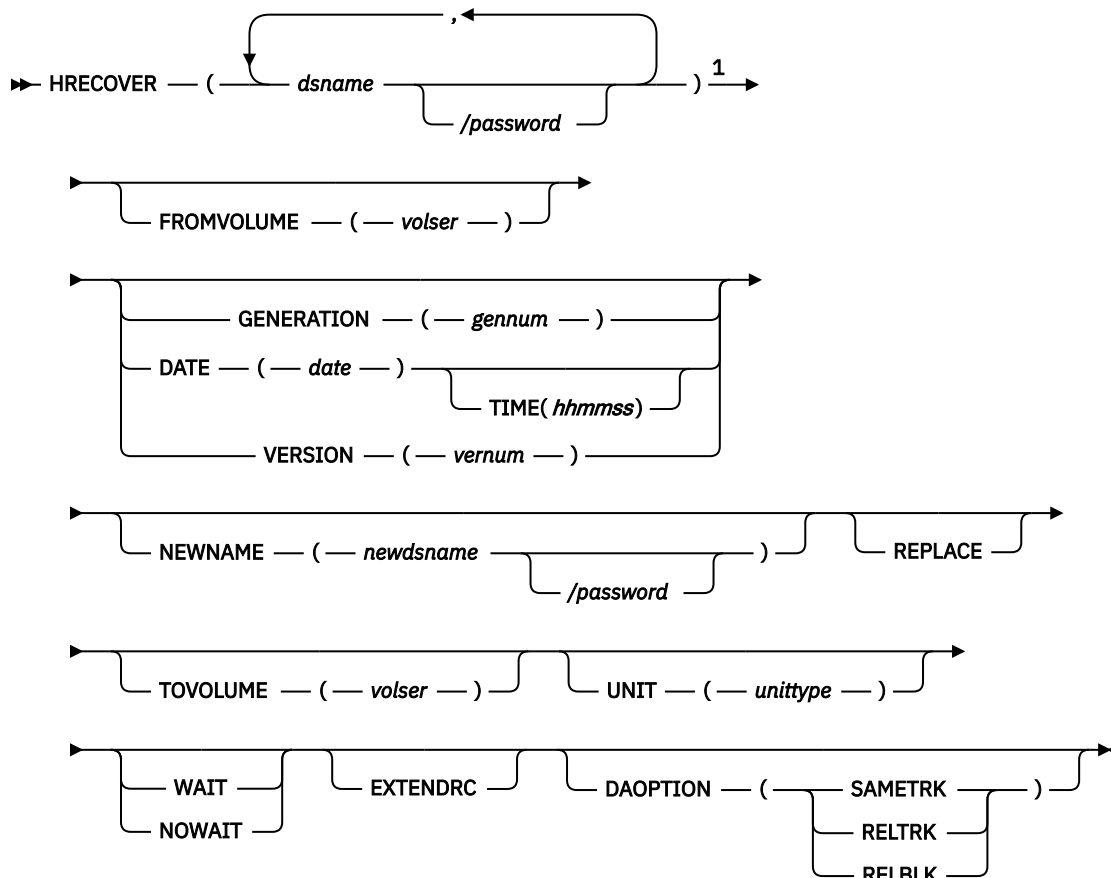 ,
HRECOVER ( dsname ) 1
/password
FROMVOLUME ( volser )
GENERATION ( gennum )
DATE ( date )
TIME( hhmmss)
VERSION ( vernum )
NEWNAME ( newdsname ) REPLACE
/password
TOVOLUME ( volser ) UNIT ( unittype )
WAIT EXTENDRC DAOPTION ( SAMETRK )
NOWAIT RELTRK
RELBLK